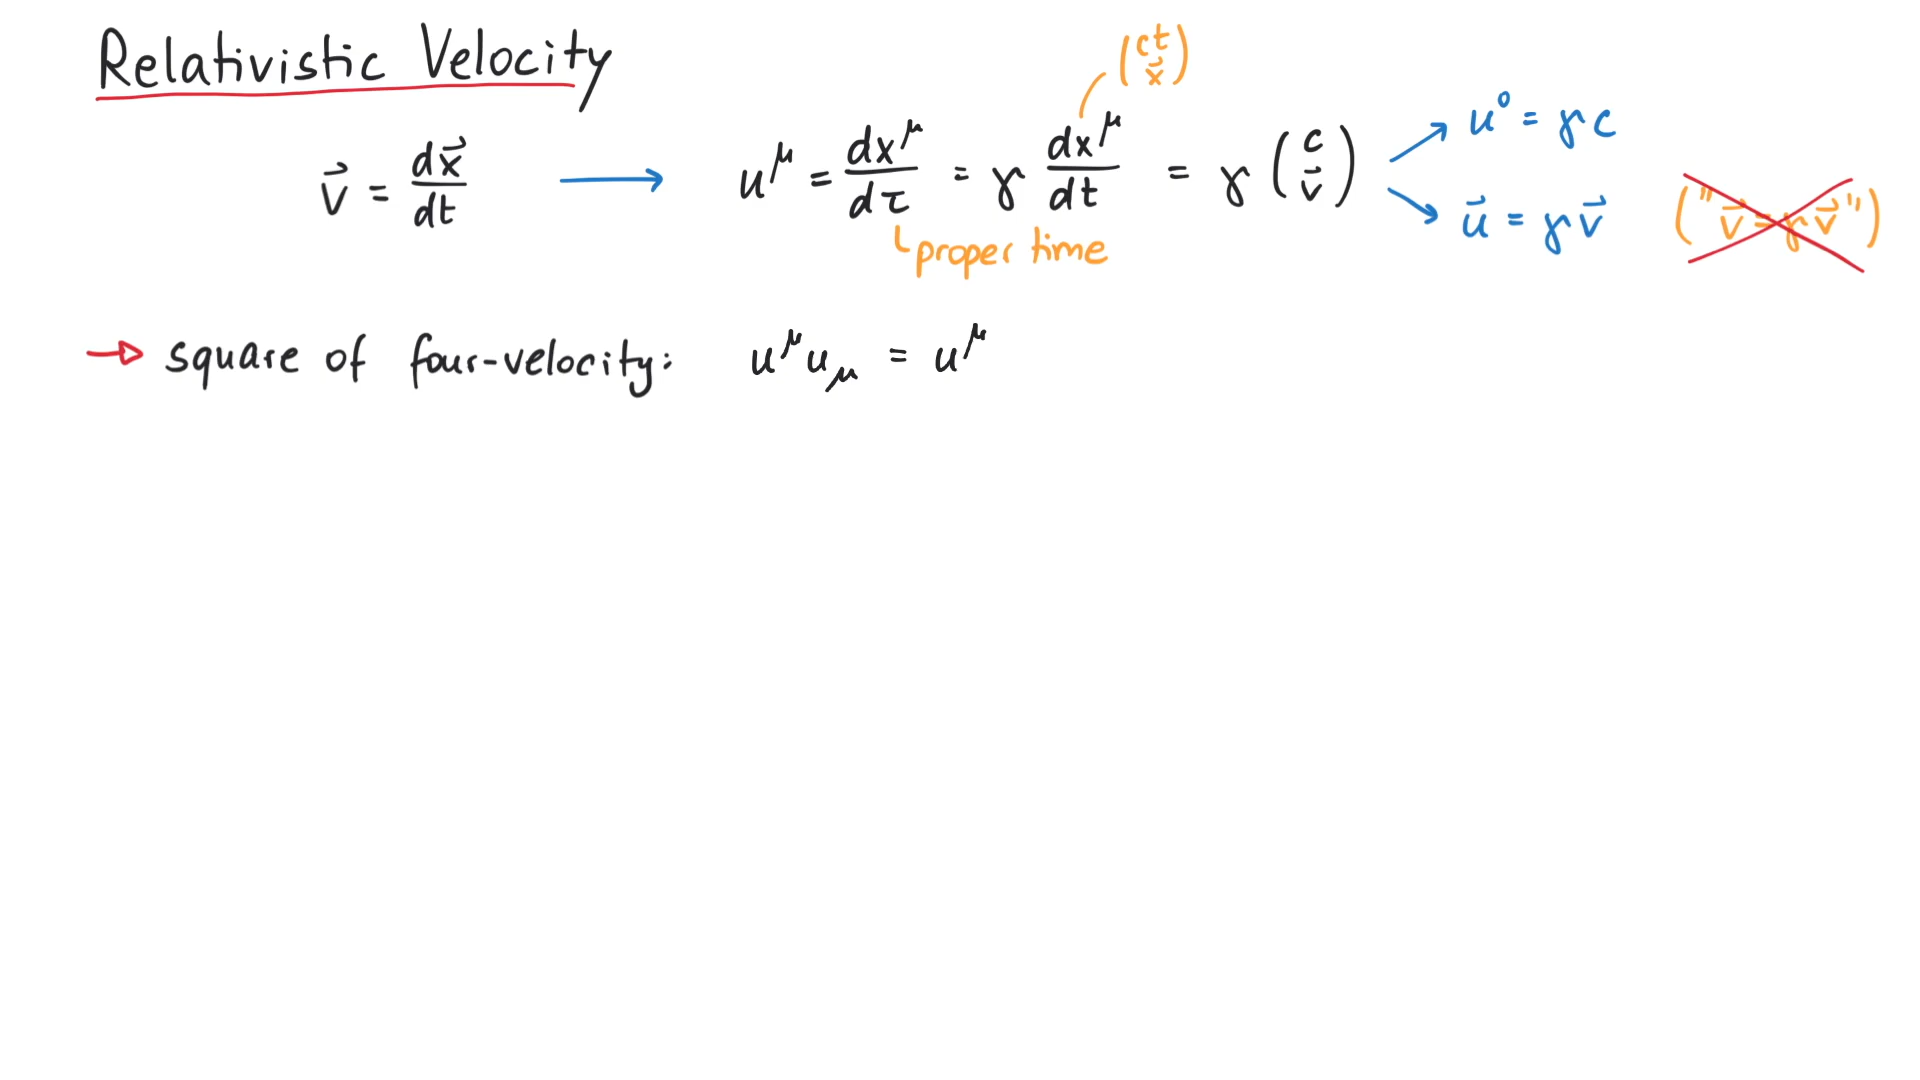 Relativistic Velocity
(ct x⃗)
v⃗ = dx⃗/dt → u^μ = dx^μ/dτ = γ dx^μ/dt = γ (c v⃗)
u⁰ = γc
u⃗ = γv⃗ ("v⃗ = γv⃗")
proper time
→ square of four-velocity: u^μ u_μ = u^μ